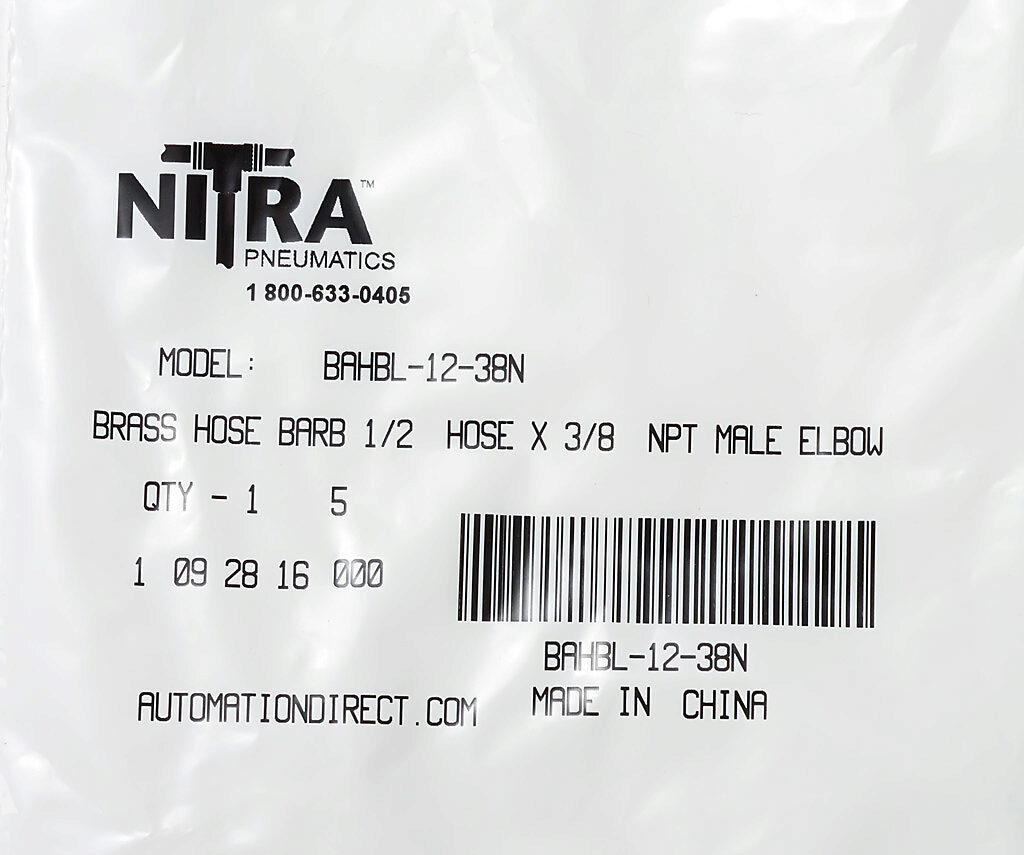 NITRA™
PNEUMATICS
1 800-633-0405
MODEL: BAHBL-12-38N
BRASS HOSE BARB 1/2 HOSE X 3/8 NPT MALE ELBOW
QTY - 1 5
1 09 28 16 000
BAHBL-12-38N
AUTOMATIONDIRECT.COM MADE IN CHINA